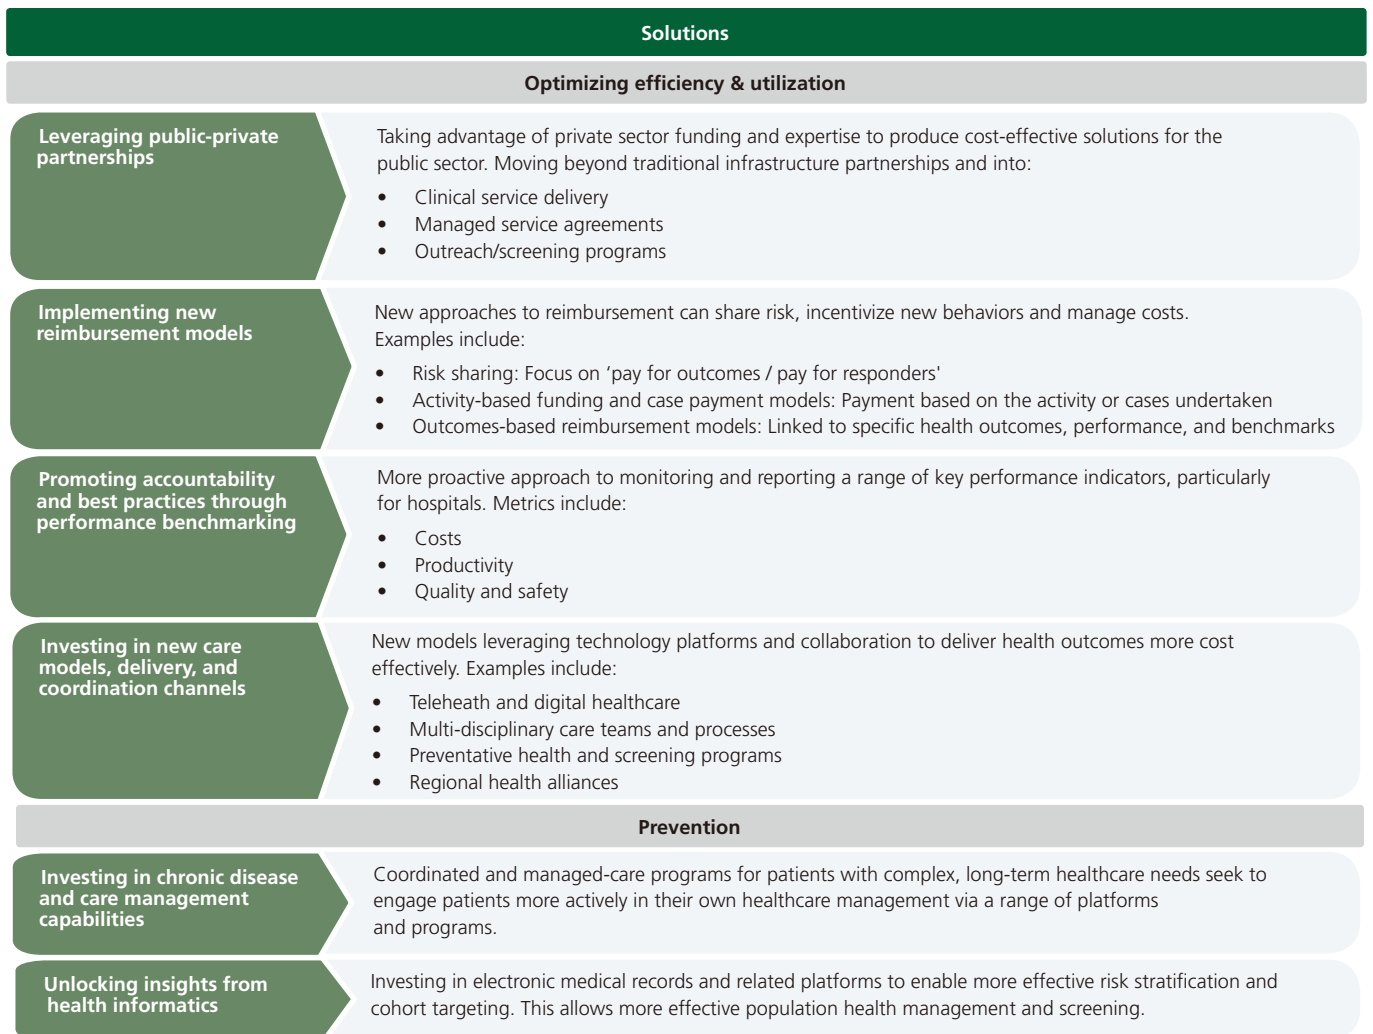 Solutions
Optimizing efficiency & utilization
Leveraging public-private
partnerships
Taking advantage of private sector funding and expertise to produce cost-effective solutions for the
public sector. Moving beyond traditional infrastructure partnerships and into:
• Clinical service delivery
• Managed service agreements
• Outreach/screening programs
Implementing new
reimbursement models
New approaches to reimbursement can share risk, incentivize new behaviors and manage costs.
Examples include:
• Risk sharing: Focus on ‘pay for outcomes / pay for responders'
• Activity-based funding and case payment models: Payment based on the activity or cases undertaken
• Outcomes-based reimbursement models: Linked to specific health outcomes, performance, and benchmarks
Promoting accountability
and best practices through
performance benchmarking
More proactive approach to monitoring and reporting a range of key performance indicators, particularly
for hospitals. Metrics include:
• Costs
• Productivity
• Quality and safety
Investing in new care
models, delivery, and
coordination channels
New models leveraging technology platforms and collaboration to deliver health outcomes more cost
effectively. Examples include:
• Teleheath and digital healthcare
• Multi-disciplinary care teams and processes
• Preventative health and screening programs
• Regional health alliances
Prevention
Investing in chronic disease
and care management
capabilities
Coordinated and managed-care programs for patients with complex, long-term healthcare needs seek to
engage patients more actively in their own healthcare management via a range of platforms
and programs.
Unlocking insights from
health informatics
Investing in electronic medical records and related platforms to enable more effective risk stratification and
cohort targeting. This allows more effective population health management and screening.